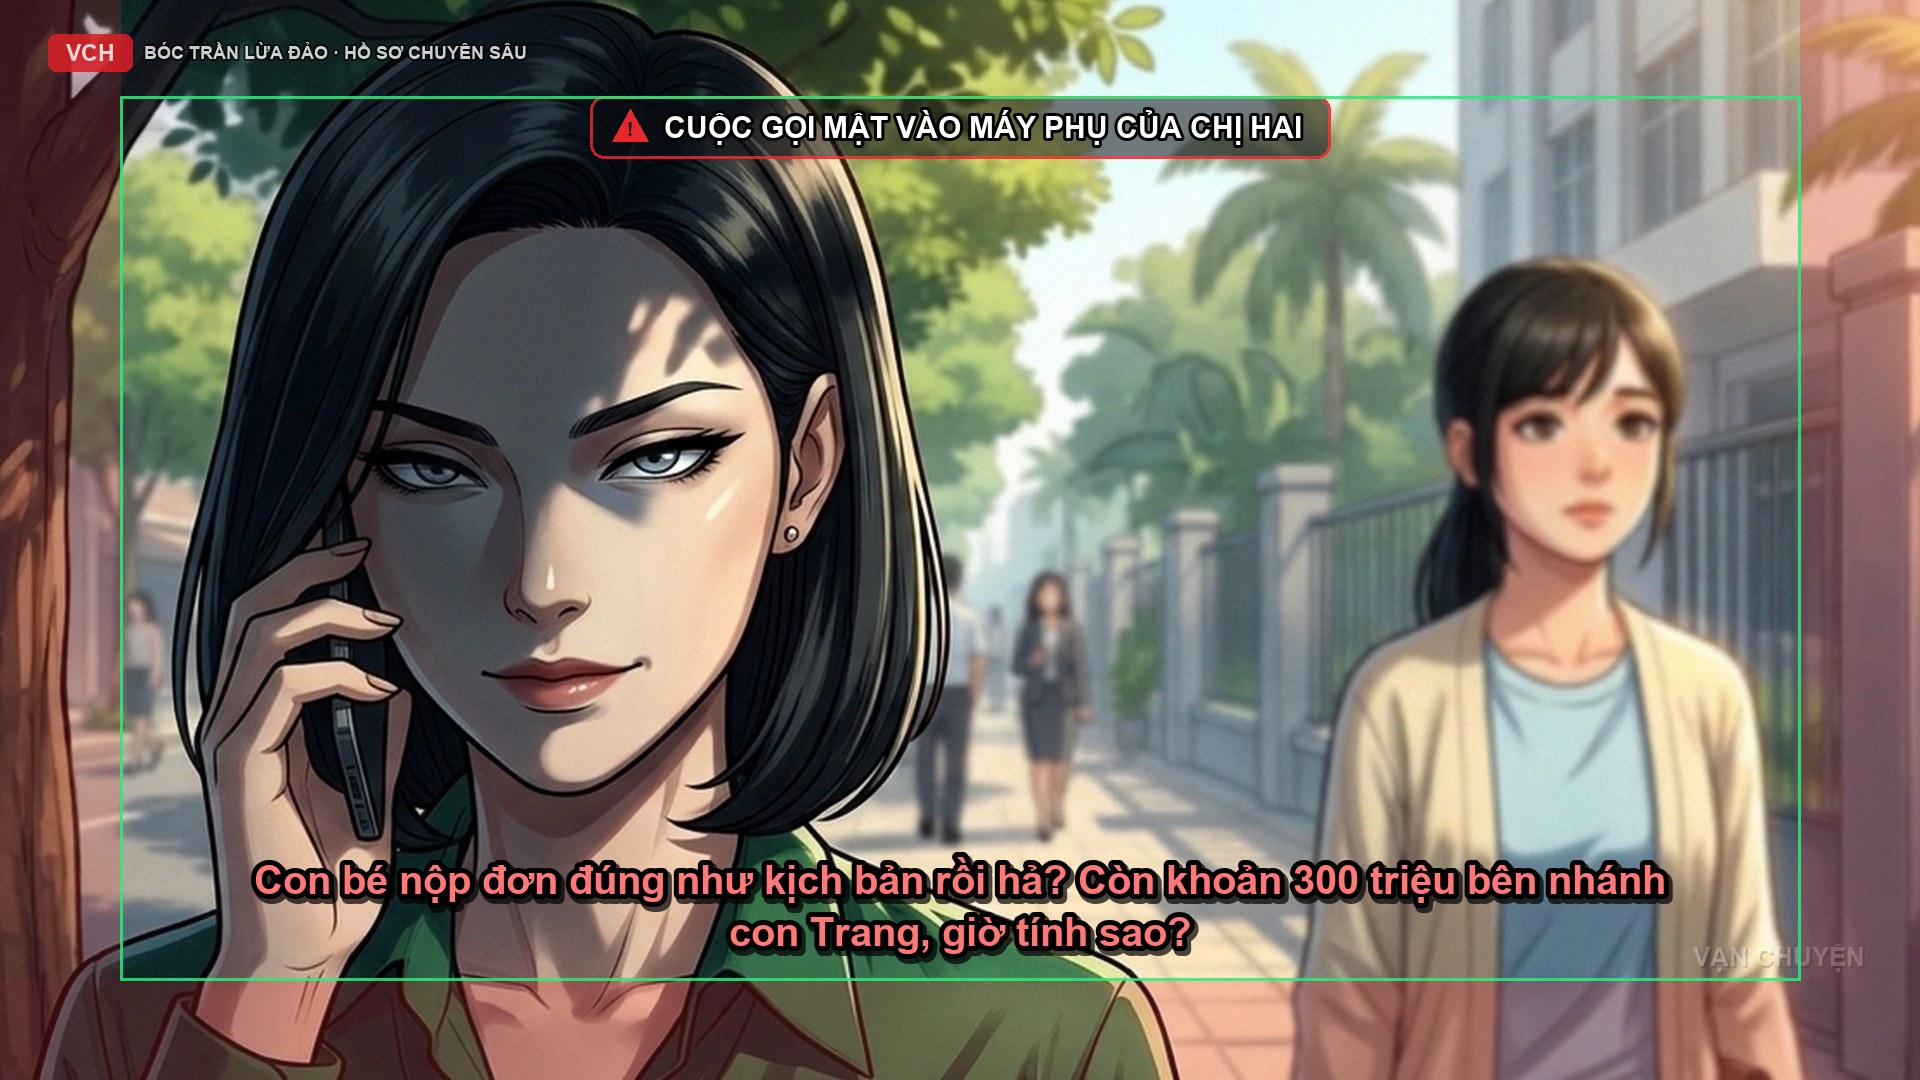 VCH BÓC TRẦN LỪA ĐẢO · HỒ SƠ CHUYÊN SÂU
CUỘC GỌI MẬT VÀO MÁY PHỤ CỦA CHỊ HAI
Con bé nộp đơn đúng như kịch bản rồi hả? Còn khoản 300 triệu bên nhánh
con Trang, giờ tính sao?
VẠN CHUYỆN